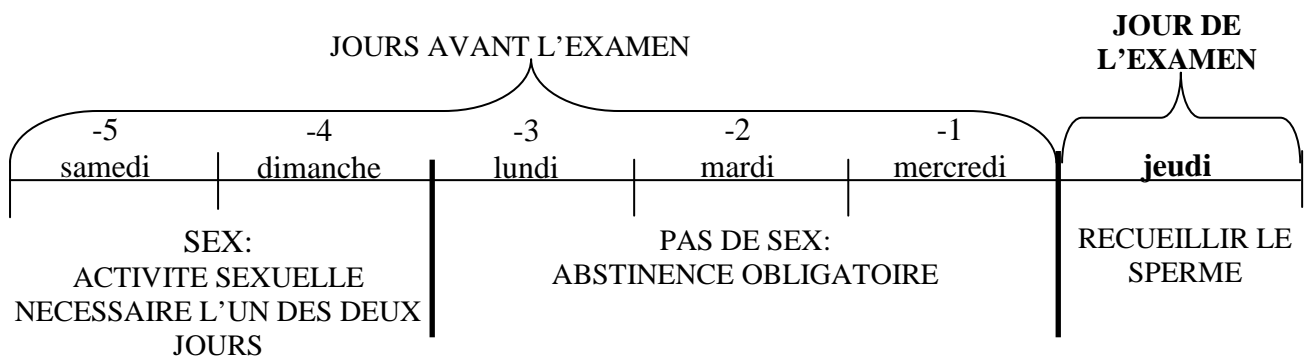 JOURS AVANT L'EXAMEN
JOUR DE
L'EXAMEN
-5 -4 -3 -2 -1
samedi dimanche lundi mardi mercredi jeudi
SEX:
ACTIVITE SEXUELLE
NECESSAIRE L'UN DES DEUX
JOURS
PAS DE SEX:
ABSTINENCE OBLIGATOIRE
RECUEILLIR LE
SPERME